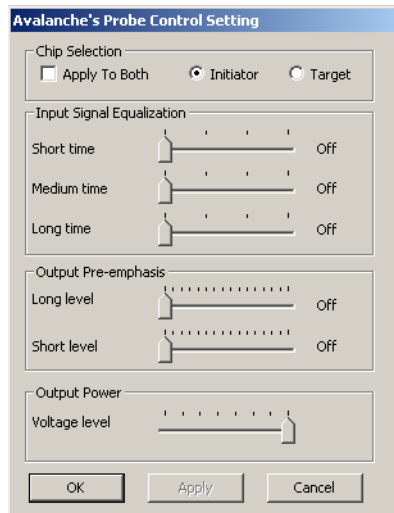 Avalanche's Probe Control Setting
Chip Selection
Apply To Both Initiator Target
Input Signal Equalization
Short time Off
Medium time Off
Long time Off
Output Pre-emphasis
Long level Off
Short level Off
Output Power
Voltage level
OK Apply Cancel